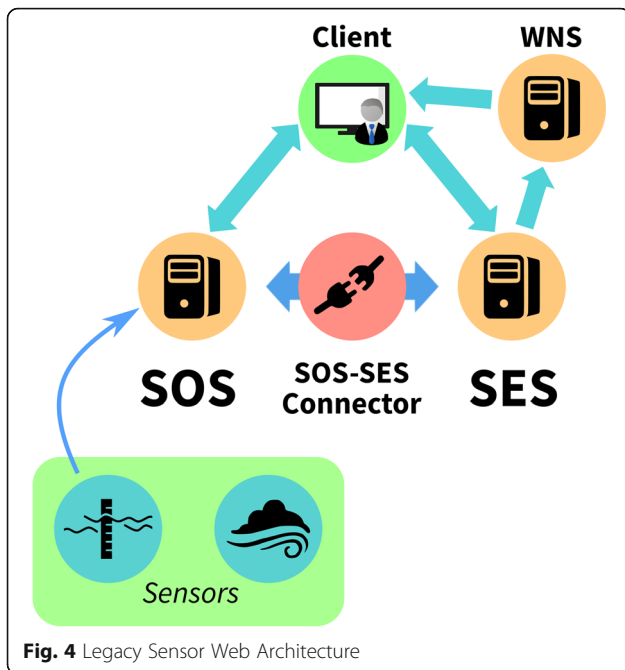 Client
WNS
SOS
SOS-SES
Connector
SES
Sensors
Fig. 4 Legacy Sensor Web Architecture